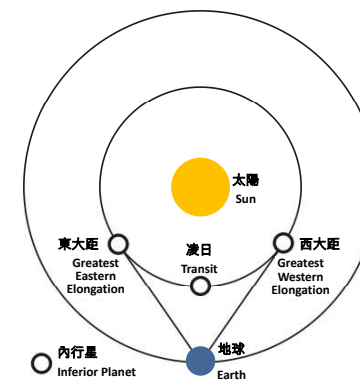 太陽
Sun
東大距
Greatest
Eastern
Elongation
凌日
Transit
西大距
Greatest
Western
Elongation
地球
Earth
內行星
Inferior Planet